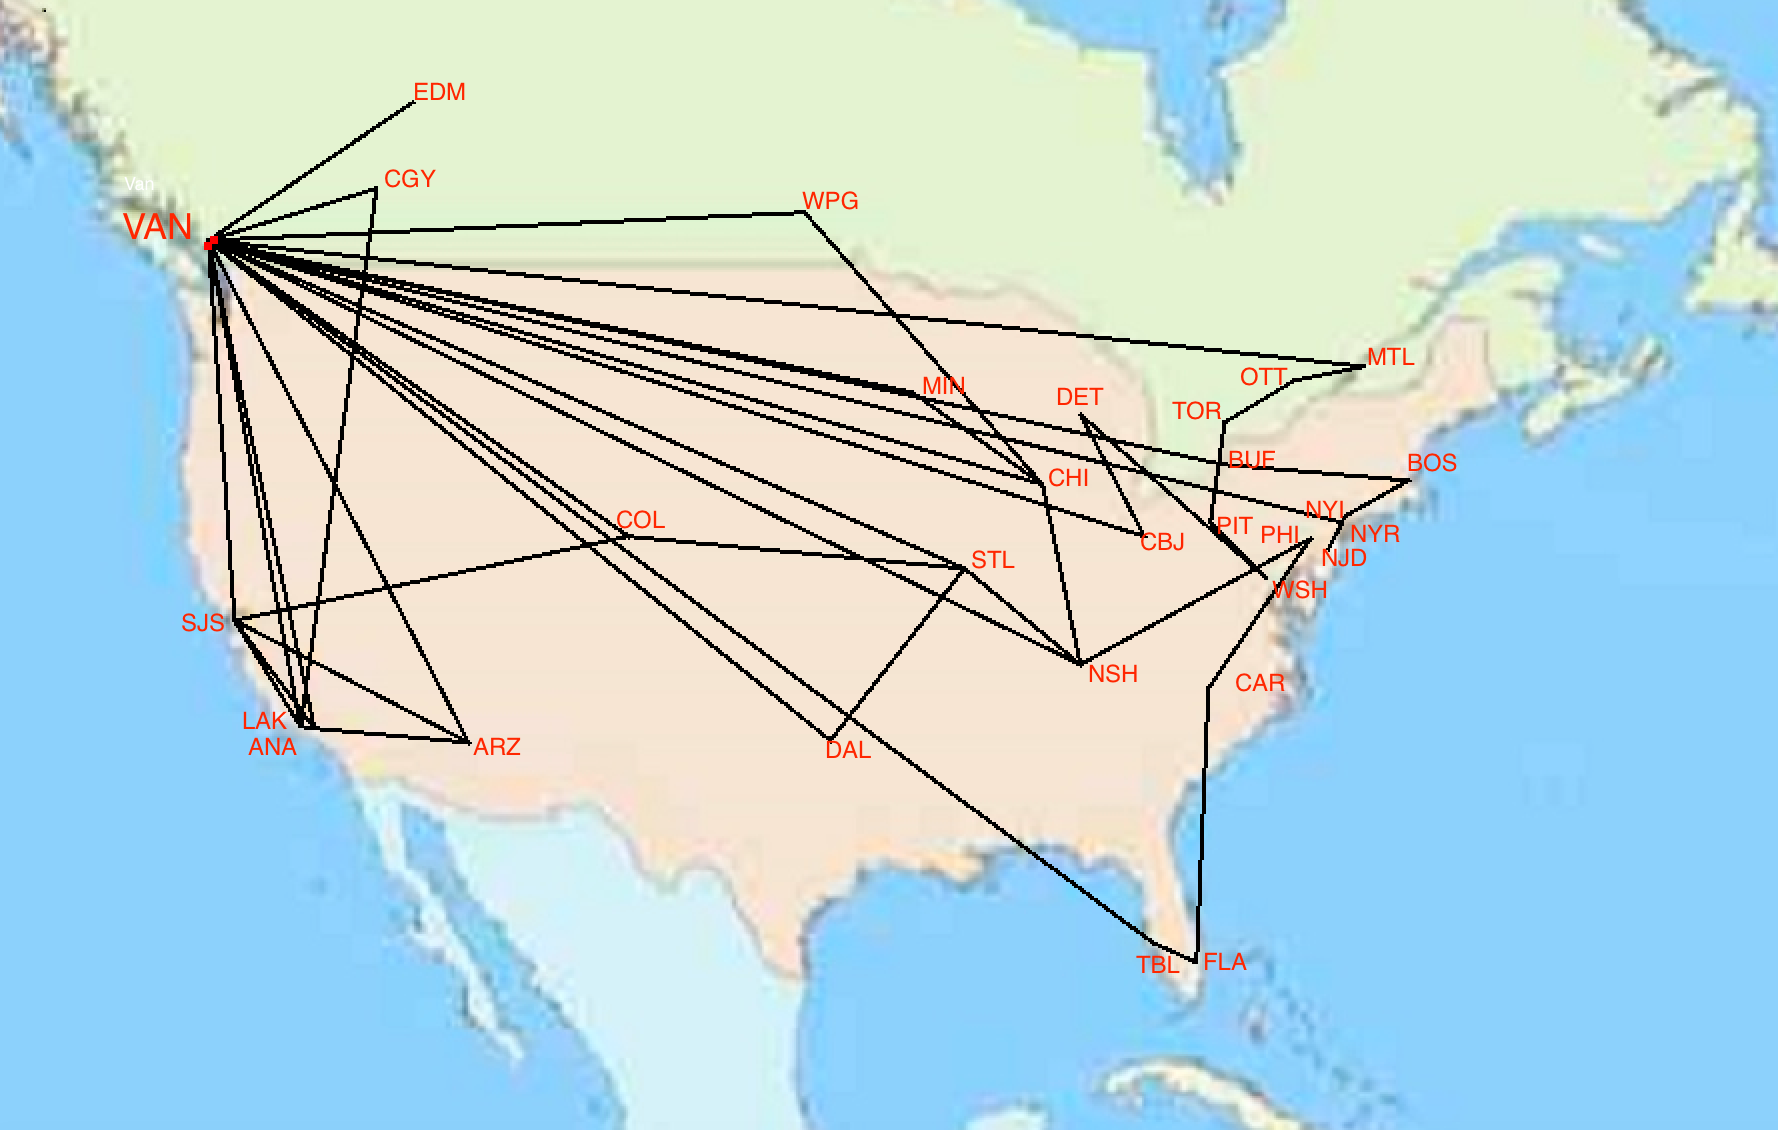 EDM
CGY
Van
WPG
VAN
MTL
OTT
MIN
DET
TOR
BUF
BOS
CHI
NYI
COL
PIT
PHI
NYR
CBJ
NJD
STL
WSH
SJS
NSH
CAR
LAK
ANA
ARZ
DAL
TBL
FLA